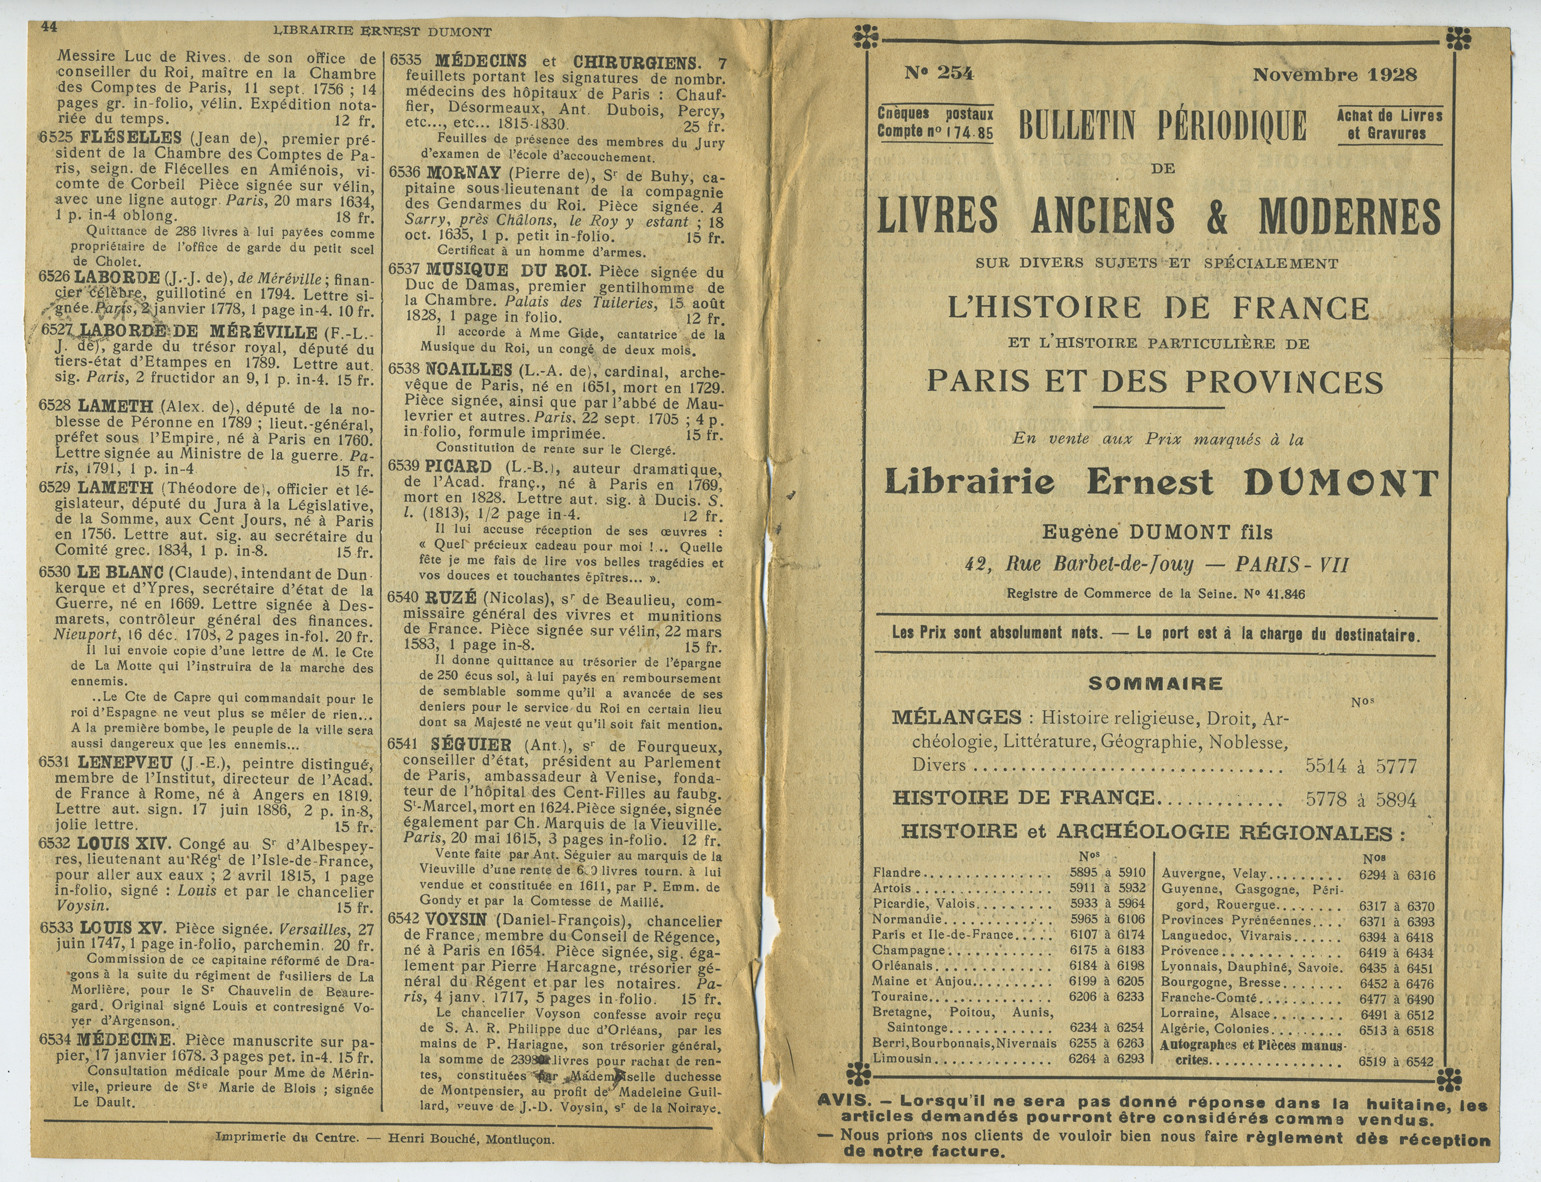 44
LIBRAIRIE ERNEST DUMONT
Messire Luc de Rives. de son office de
conseiller du Roi, maître en la Chambre
des Comptes de Paris, 11 sept. 1756 ; 14
pages gr. in-folio, vélin. Expédition nota-
riée du temps. 12 fr.
6525 FLÉSELLES (Jean de), premier pré-
sident de la Chambre des Comptes de Pa-
ris, seign. de Flécelles en Amiénois, vi-
comte de Corbeil Pièce signée sur vélin,
avec une ligne autogr. Paris, 20 mars 1634,
1 p. in-4 oblong. 18 fr.
Quittance de 286 livres à lui payées comme
propriétaire de l'office de garde du petit scel
de Cholet.
6526 LABORDE (J.-J. de), de Méréville ; finan-
cier célèbre, guillotiné en 1794. Lettre si-
gnée. Paris, 2 janvier 1778, 1 page in-4. 10 fr.
6527 LABORDE DE MÉRÉVILLE (F.-L.-
J. de), garde du trésor royal, député du
tiers-état d'Etampes en 1789. Lettre aut.
sig. Paris, 2 fructidor an 9, 1 p. in-4. 15 fr.
6528 LAMETH (Alex. de), député de la no-
blesse de Péronne en 1789 ; lieut.-général,
préfet sous l'Empire, né à Paris en 1760.
Lettre signée au Ministre de la guerre. Pa-
ris, 1791, 1 p. in-4 15 fr.
6529 LAMETH (Théodore de), officier et lé-
gislateur, député du Jura à la Législative,
de la Somme, aux Cent Jours, né à Paris
en 1756. Lettre aut. sig. au secrétaire du
Comité grec. 1834, 1 p. in-8. 15 fr.
6530 LE BLANC (Claude), intendant de Dun-
kerque et d'Ypres, secrétaire d'état de la
Guerre, né en 1669. Lettre signée à Des-
marets, contrôleur général des finances.
Nieuport, 16 déc. 1708, 2 pages in-fol. 20 fr.
Il lui envoie copie d'une lettre de M. le Cte
de La Motte qui l'instruira de la marche des
ennemis.
..Le Cte de Capre qui commandait pour le
roi d'Espagne ne veut plus se mêler de rien...
A la première bombe, le peuple de la ville sera
aussi dangereux que les ennemis...
6531 LENEPVEU (J.-E.), peintre distingué,
membre de l'Institut, directeur de l'Acad.
de France à Rome, né à Angers en 1819.
Lettre aut. sign. 17 juin 1886, 2 p. in-8,
jolie lettre. 15 fr.
6532 LOUIS XIV. Congé au Sr d'Albespey-
res, lieutenant au Régt de l'Isle-de-France,
pour aller aux eaux ; 2 avril 1815, 1 page
in-folio, signé : Louis et par le chancelier
Voysin. 15 fr.
6533 LOUIS XV. Pièce signée. Versailles, 27
juin 1747, 1 page in-folio, parchemin. 20 fr.
Commission de ce capitaine réformé de Dra-
gons à la suite du régiment de fusiliers de La
Morlière, pour le Sr Chauvelin de Beaure-
gard. Original signé Louis et contresigné Vo-
yer d'Argenson.
6534 MÉDECINE. Pièce manuscrite sur pa-
pier, 17 janvier 1678. 3 pages pet. in-4. 15 fr.
Consultation médicale pour Mme de Mérin-
vile, prieure de Ste Marie de Blois ; signée
Le Dault.
6535 MÉDECINS et CHIRURGIENS. 7
feuillets portant les signatures de nombr.
médecins des hôpitaux de Paris : Chauf-
fier, Désormeaux, Ant. Dubois, Percy,
etc..., etc... 1815-1830. 25 fr.
Feuilles de présence des membres du Jury
d'examen de l'école d'accouchement.
6536 MORNAY (Pierre de), Sr de Buhy, ca-
pitaine sous-lieutenant de la compagnie
des Gendarmes du Roi. Pièce signée. A
Sarry, près Châlons, le Roy y estant ; 18
oct. 1635, 1 p. petit in-folio. 15 fr.
Certificat à un homme d'armes.
6537 MUSIQUE DU ROI. Pièce signée du
Duc de Damas, premier gentilhomme de
la Chambre. Palais des Tuileries, 15 août
1828, 1 page in folio. 12 fr.
Il accorde à Mme Gide, cantatrice de la
Musique du Roi, un congé de deux mois.
6538 NOAILLES (L.-A. de), cardinal, arche-
vêque de Paris, né en 1651, mort en 1729.
Pièce signée, ainsi que par l'abbé de Mau-
levrier et autres. Paris, 22 sept. 1705 ; 4 p.
in folio, formule imprimée. 15 fr.
Constitution de rente sur le Clergé.
6539 PICARD (L.-B.), auteur dramatique,
de l'Acad. franç., né à Paris en 1769,
mort en 1828. Lettre aut. sig. à Ducis. S.
l. (1813), 1/2 page in-4. 12 fr.
Il lui accuse réception de ses œuvres :
« Quel précieux cadeau pour moi !.. Quelle
fête je me fais de lire vos belles tragédies et
vos douces et touchantes épîtres... ».
6540 RUZÉ (Nicolas), sr de Beaulieu, com-
missaire général des vivres et munitions
de France. Pièce signée sur vélin, 22 mars
1583, 1 page in-8. 15 fr.
Il donne quittance au trésorier de l'épargne
de 250 écus sol, à lui payés en remboursement
de semblable somme qu'il a avancée de ses
deniers pour le service du Roi en certain lieu
dont sa Majesté ne veut qu'il soit fait mention.
6541 SÉGUIER (Ant.), sr de Fourqueux,
conseiller d'état, président au Parlement
de Paris, ambassadeur à Venise, fonda-
teur de l'hôpital des Cent-Filles au faubg.
St-Marcel, mort en 1624. Pièce signée, signée
également par Ch. Marquis de la Vieuville.
Paris, 20 mai 1615, 3 pages in-folio. 12 fr.
Vente faite par Ant. Séguier au marquis de la
Vieuville d'une rente de livres tourn. à lui
vendue et constituée en 1611, par P. Emm. de
Gondy et par la Comtesse de Maillé.
6542 VOYSIN (Daniel-François), chancelier
de France, membre du Conseil de Régence,
né à Paris en 1654. Pièce signée, sig. éga-
lement par Pierre Harcagne, trésorier gé-
néral du Régent et par les notaires. Pa-
ris, 4 janv. 1717, 5 pages in-folio. 15 fr.
Le chancelier Voyson confesse avoir reçu
de S. A. R. Philippe duc d'Orléans, par les
mains de P. Hariagne, son trésorier général,
la somme de livres pour rachat de ren-
tes, constituées par Mademoiselle duchesse
de Montpensier, au profit de Madeleine Guil-
lard, veuve de J.-D. Voysin, sr de la Noiraye.
Imprimerie du Centre. — Henri Bouché, Montluçon.
No 254 Novembre 1928
Chèques postaux
Compte no 174.85
BULLETIN PÉRIODIQUE
Achat de Livres
et Gravures
DE
LIVRES ANCIENS & MODERNES
SUR DIVERS SUJETS ET SPÉCIALEMENT
L'HISTOIRE DE FRANCE
ET L'HISTOIRE PARTICULIÈRE DE
PARIS ET DES PROVINCES
En vente aux Prix marqués à la
Librairie Ernest DUMONT
Eugène DUMONT fils
42, Rue Barbet-de-Jouy — PARIS - VII
Registre de Commerce de la Seine. No 41.846
Les Prix sont absolument nets. — Le port est à la charge du destinataire.
SOMMAIRE
Nos
MÉLANGES : Histoire religieuse, Droit, Ar-
chéologie, Littérature, Géographie, Noblesse,
Divers ................................ 5514 à 5777
HISTOIRE DE FRANCE............. 5778 à 5894
HISTOIRE et ARCHÉOLOGIE RÉGIONALES :
Nos
Flandre............... 5895 à 5910
Artois............... 5911 à 5932
Picardie, Valois......... 5933 à 5964
Normandie............. 5965 à 6106
Paris et Ile-de-France..... 6107 à 6174
Champagne............. 6175 à 6183
Orléanais.............. 6184 à 6198
Maine et Anjou.......... 6199 à 6205
Touraine.............. 6206 à 6233
Bretagne, Poitou, Aunis,
Saintonge............ 6234 à 6254
Berri, Bourbonnais, Nivernais 6255 à 6263
Limousin.............. 6264 à 6293
Nos
Auvergne, Velay......... 6294 à 6316
Guyenne, Gasgogne, Péri-
gord, Rouergue........ 6317 à 6370
Provinces Pyrénéennes.... 6371 à 6393
Languedoc, Vivarais...... 6394 à 6418
Provence.............. 6419 à 6434
Lyonnais, Dauphiné, Savoie. 6435 à 6451
Bourgogne, Bresse....... 6452 à 6476
Franche-Comté.......... 6477 à 6490
Lorraine, Alsace......... 6491 à 6512
Algérie, Colonies........ 6513 à 6518
Autographes et Pièces manus-
crites............... 6519 à 6542
AVIS. — Lorsqu'il ne sera pas donné réponse dans la huitaine, les
articles demandés pourront être considérés comme vendus.
— Nous prions nos clients de vouloir bien nous faire règlement dès réception
de notre facture.